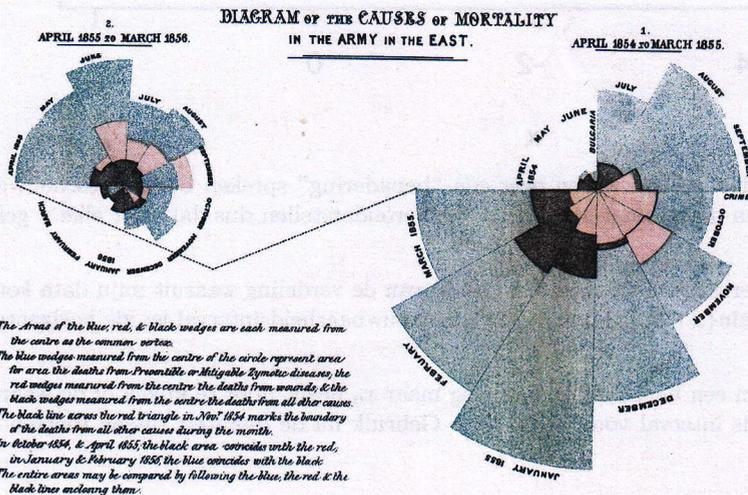 DIAGRAM OF THE CAUSES OF MORTALITY
IN THE ARMY IN THE EAST.
2.
APRIL 1855 TO MARCH 1856.
1.
APRIL 1854 TO MARCH 1855.
JUNE
JULY
AUGUST
MAY
SEPTEMBER
APRIL 1855
DECEMBER
JANUARY
1856
FEBRUARY
MARCH
APRIL
1854
MAY
JUNE
BULGARIA
JULY
AUGUST
OCTOBER
NOVEMBER
DECEMBER
JANUARY 1855
FEBRUARY
MARCH 1855
The Areas of the blue, red, & black wedges are each measured from
the centre as the common vertex.
The blue wedges measured from the centre of the circle represent area
for area the deaths from Preventible or Mitigable Zymotic diseases, the
red wedges measured from the centre the deaths from wounds, & the
black wedges measured from the centre the deaths from all other causes.
The black line across the red triangle in Novr. 1854 marks the boundary
of the deaths from all other causes during the month.
In October 1854, & April 1855, the black area coincides with the red,
in January & February 1856, the blue coincides with the black
The entire areas may be compared by following the blue, the red & the
black lines enclosing them.